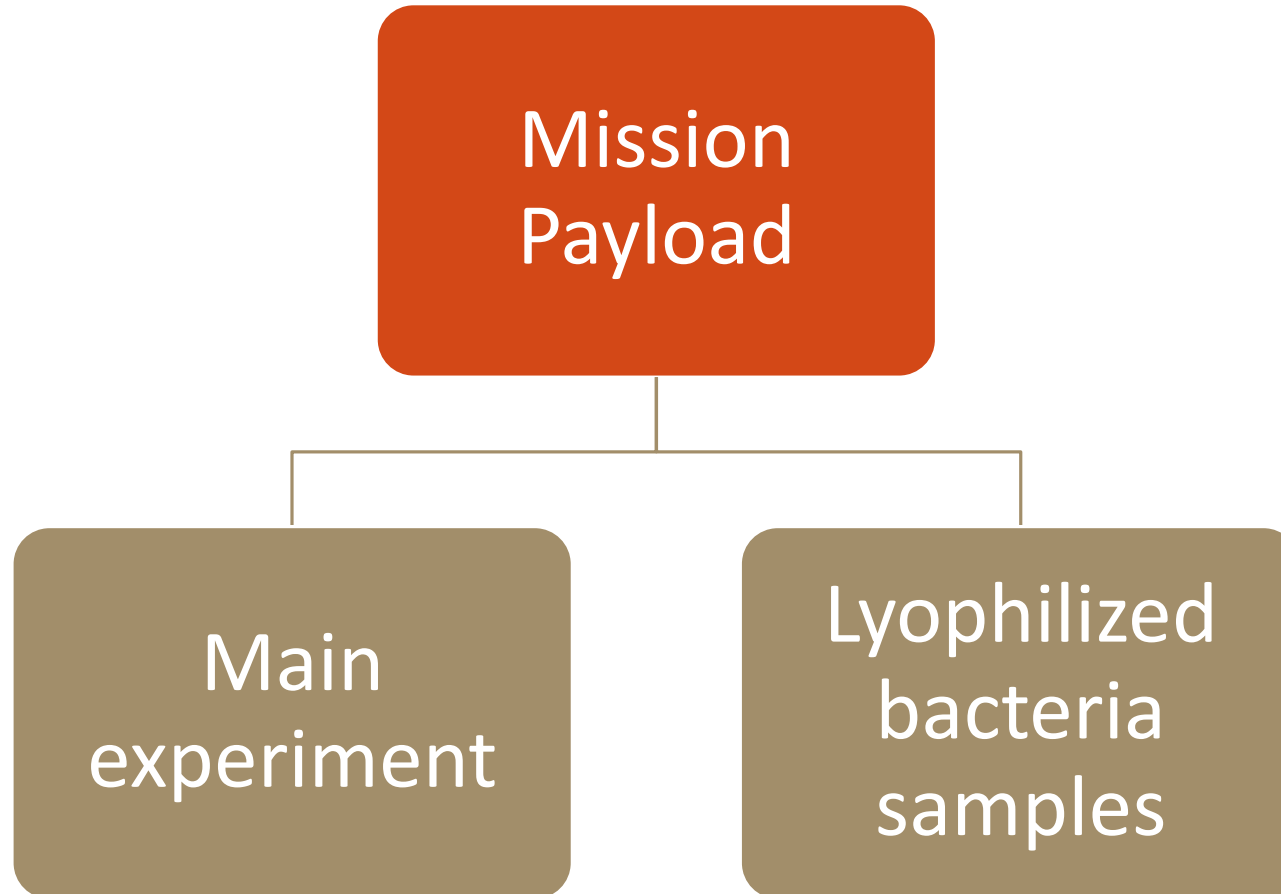 Mission
Payload
Main
experiment
Lyophilized
bacteria
samples